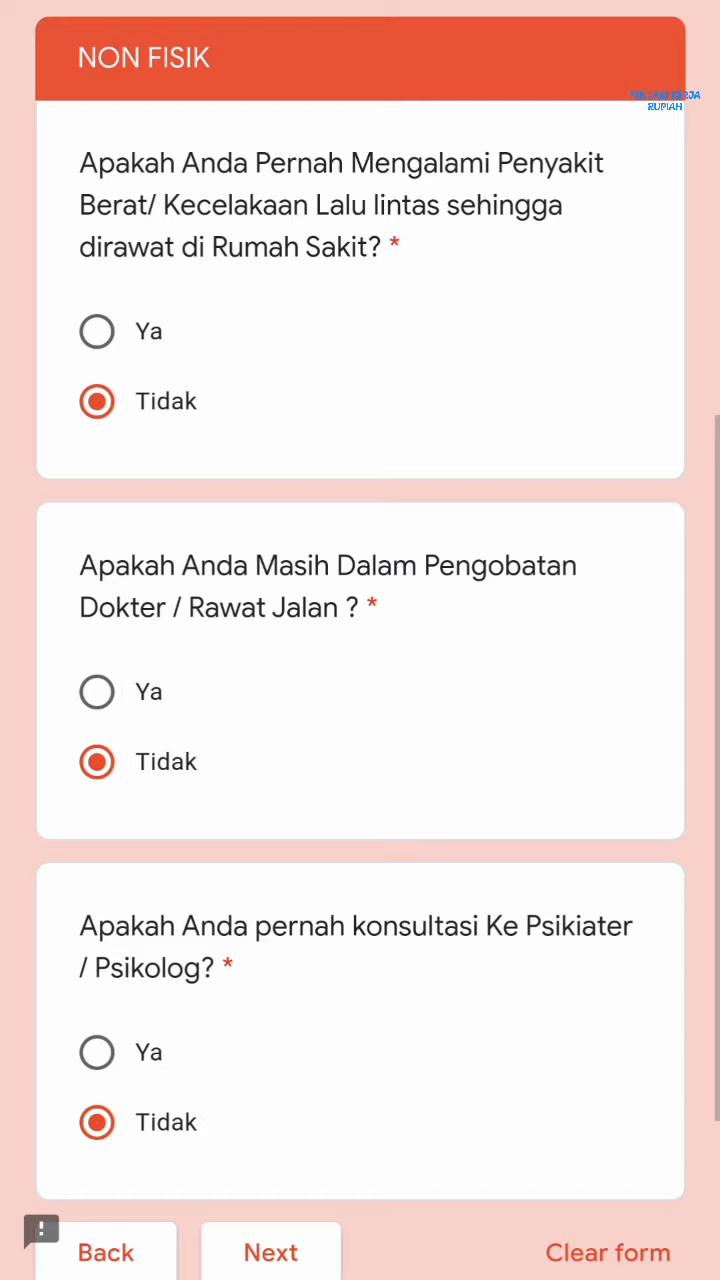 NON FISIK
RUPIAH
Apakah Anda Pernah Mengalami Penyakit
Berat/ Kecelakaan Lalu lintas sehingga
dirawat di Rumah Sakit? *
Ya
Tidak
Apakah Anda Masih Dalam Pengobatan
Dokter / Rawat Jalan ? *
Ya
Tidak
Apakah Anda pernah konsultasi Ke Psikiater
/ Psikolog? *
Ya
Tidak
!
Back
Next
Clear form